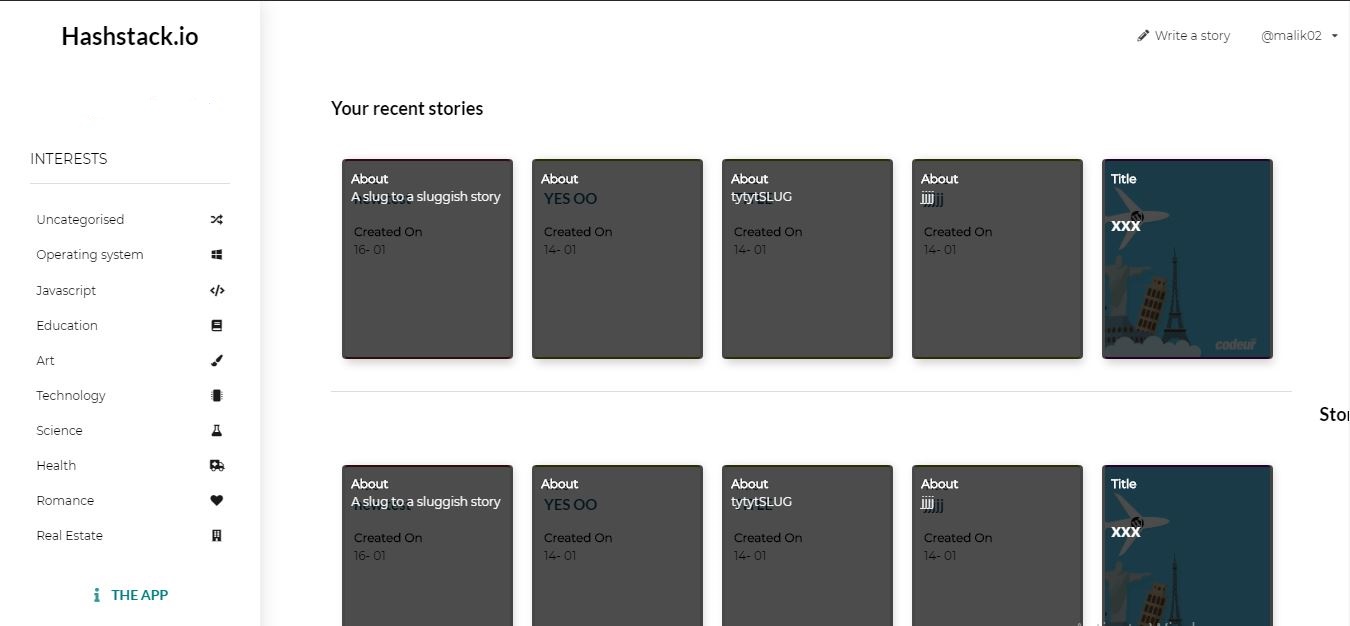 Hashstack.io
Write a story
@malik02
INTERESTS
Uncategorised
Operating system
Javascript
Education
Art
Technology
Science
Health
Romance
Real Estate
THE APP
Your recent stories
About
A slug to a sluggish story
Created On
16- 01
About
YES OO
Created On
14- 01
About
tytytSLUG
Created On
14- 01
About
jjjj
Created On
14- 01
Title
XXX
codeur
About
A slug to a sluggish story
Created On
16- 01
About
YES OO
Created On
14- 01
About
tytytSLUG
Created On
14- 01
About
jjjj
Created On
14- 01
Title
XXX